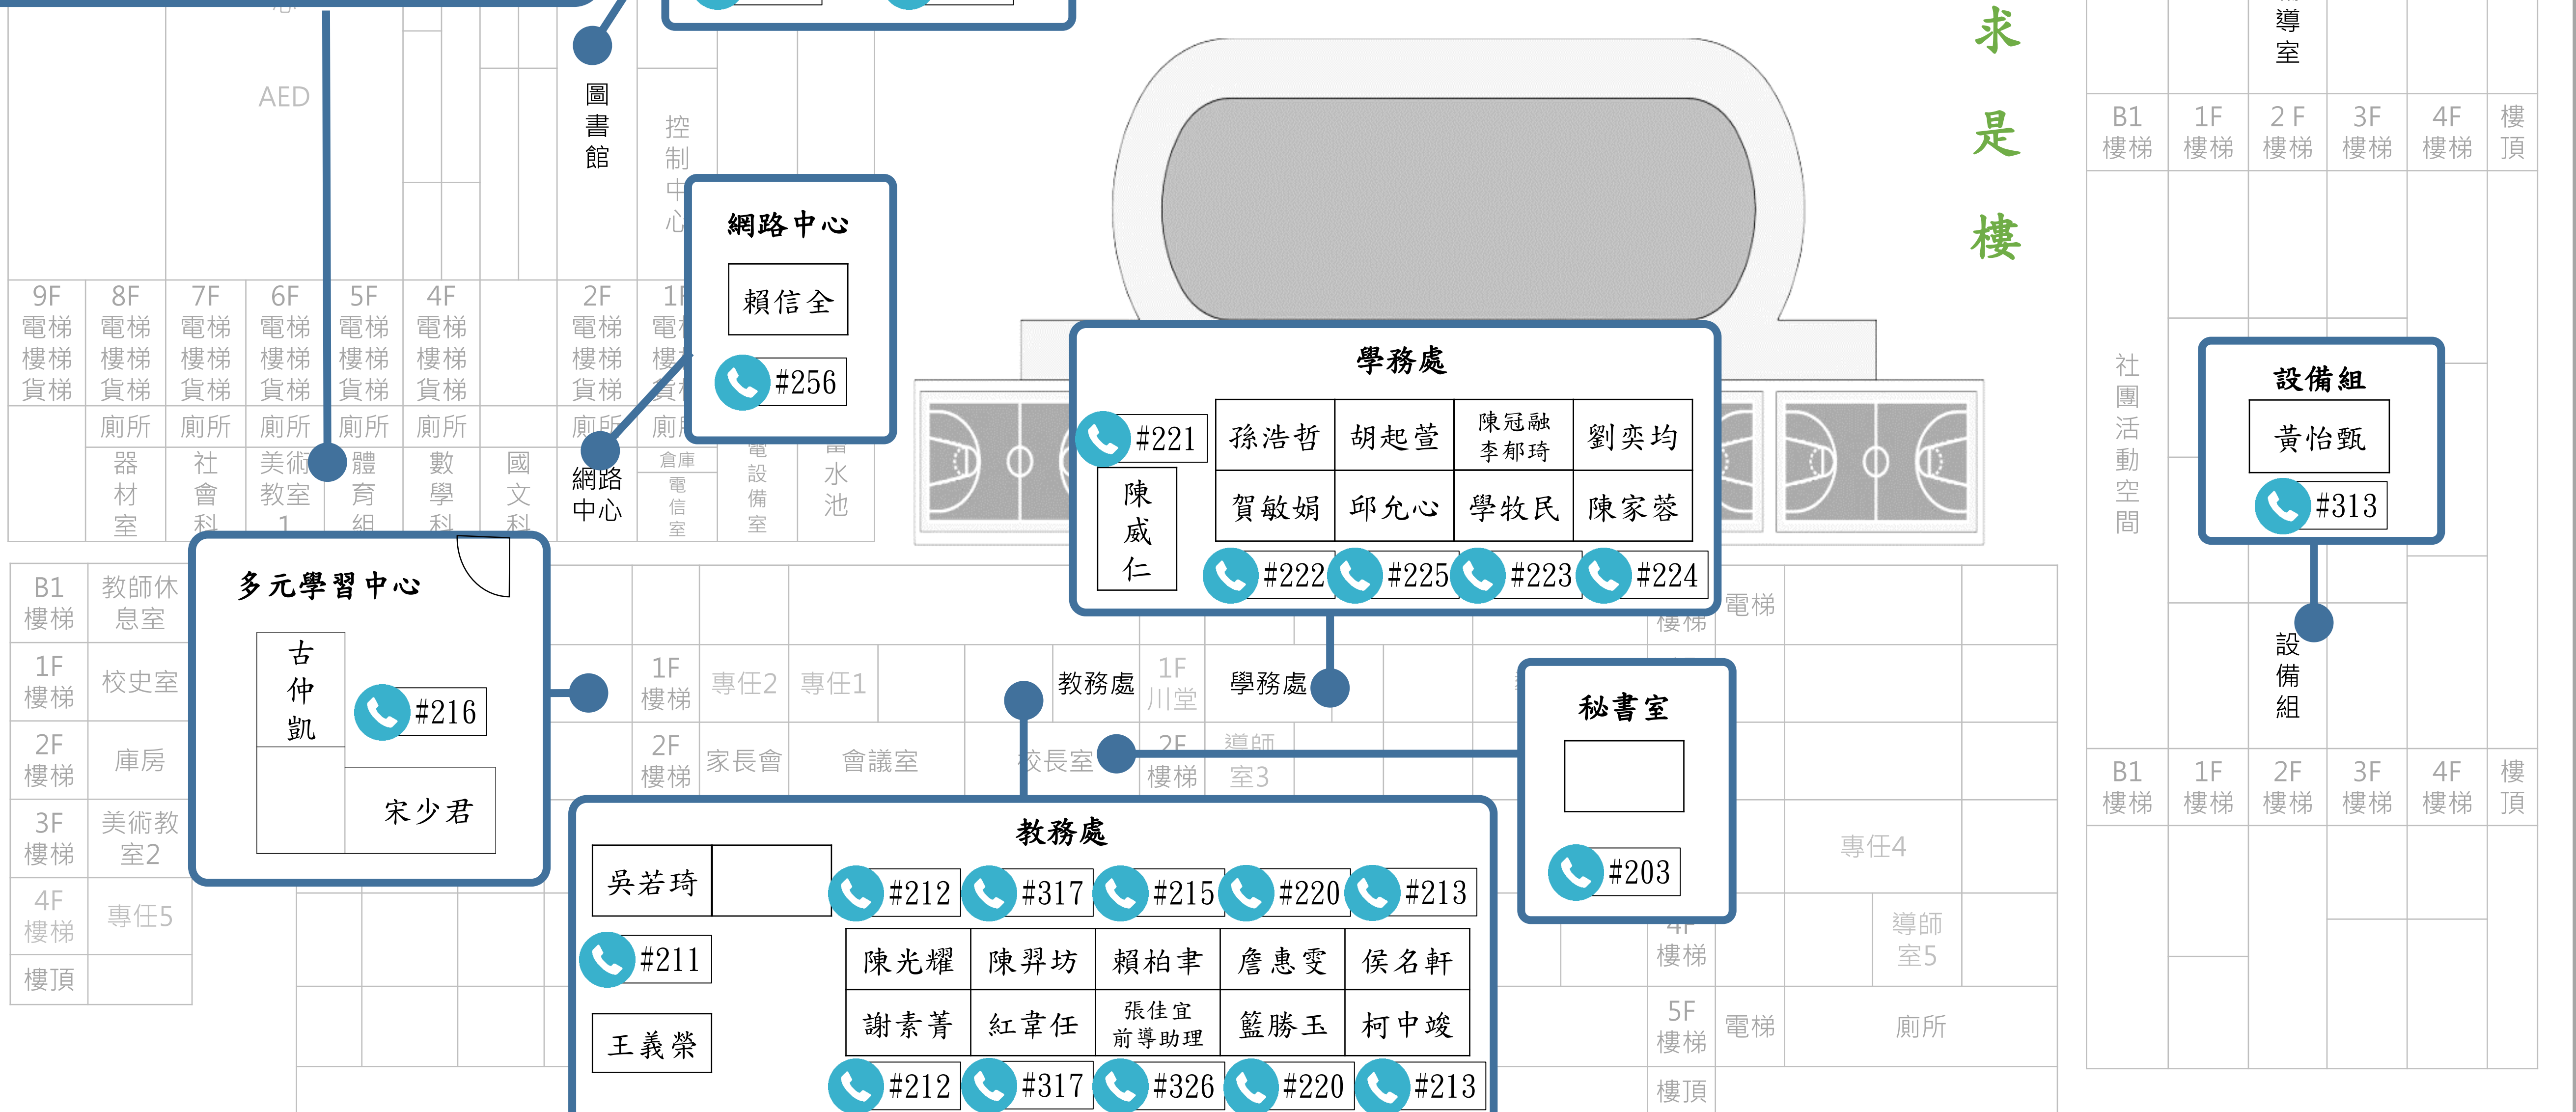 AED
圖書館
控制中心
求是樓
導室
B1 樓梯
1F 樓梯
2 F 樓梯
3F 樓梯
4F 樓梯
樓頂
網路中心
賴信全
#256
9F 電梯 樓梯 貨梯
8F 電梯 樓梯 貨梯
7F 電梯 樓梯 貨梯
6F 電梯 樓梯 貨梯
5F 電梯 樓梯 貨梯
4F 電梯 樓梯 貨梯
2F 電梯 樓梯 貨梯
廁所
廁所
廁所
廁所
廁所
器材室
社會科
美術教室1
體育組
數學科
國文科
網路中心
倉庫
電信室
電設備室
水池
學務處
#221
陳威仁
孫浩哲
胡起萱
陳冠融
李郁琦
劉奕均
賀敏娟
邱允心
學牧民
陳家蓉
#222
#225
#223
#224
社團活動空間
設備組
黃怡甄
#313
設備組
B1 樓梯
教師休息室
1F 樓梯
校史室
2F 樓梯
庫房
3F 樓梯
美術教室2
4F 樓梯
專任5
樓頂
多元學習中心
古仲凱
#216
宋少君
電梯
1F 樓梯
專任2
專任1
教務處
1F 川堂
學務處
2F 樓梯
家長會
會議室
校長室
2F 樓梯
導師室3
秘書室
#203
B1 樓梯
1F 樓梯
2F 樓梯
3F 樓梯
4F 樓梯
樓頂
教務處
吳若琦
#211
王義榮
#212
#317
#215
#220
#213
陳光耀
陳羿坊
賴柏聿
詹惠雯
侯名軒
謝素菁
紅韋任
張佳宜
前導助理
籃勝玉
柯中竣
#212
#317
#326
#220
#213
專任4
4F 樓梯
導師室5
5F 樓梯
電梯
廁所
樓頂